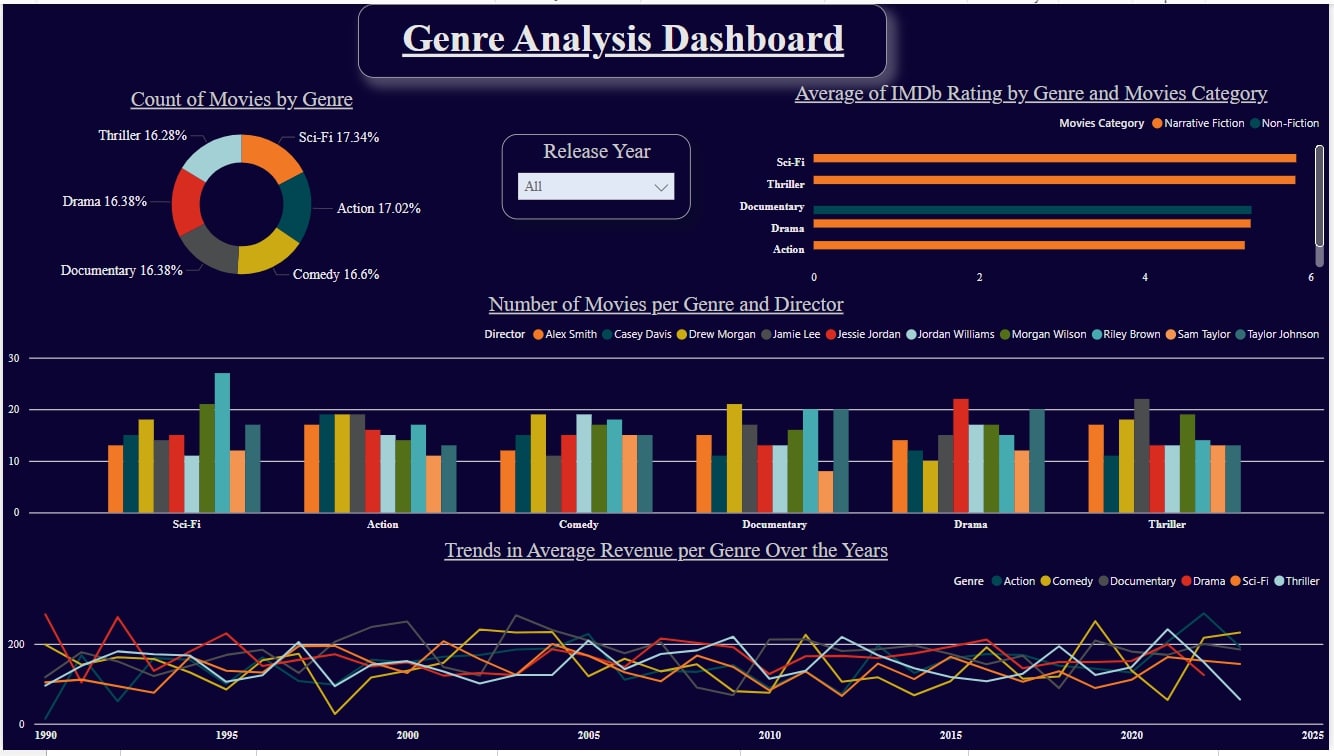 Genre Analysis Dashboard
Count of Movies by Genre
Thriller 16.28%
Sci-Fi 17.34%
Drama 16.38%
Action 17.02%
Documentary 16.38%
Comedy 16.6%
Release Year
All
Average of IMDb Rating by Genre and Movies Category
Movies Category Narrative Fiction Non-Fiction
Sci-Fi
Thriller
Documentary
Drama
Action
0 2 4 6
Number of Movies per Genre and Director
Director Alex Smith Casey Davis Drew Morgan Jamie Lee Jessie Jordan Jordan Williams Morgan Wilson Riley Brown Sam Taylor Taylor Johnson
30
20
10
0
Sci-Fi Action Comedy Documentary Drama Thriller
Trends in Average Revenue per Genre Over the Years
Genre Action Comedy Documentary Drama Sci-Fi Thriller
200
0
1990 1995 2000 2005 2010 2015 2020 2025